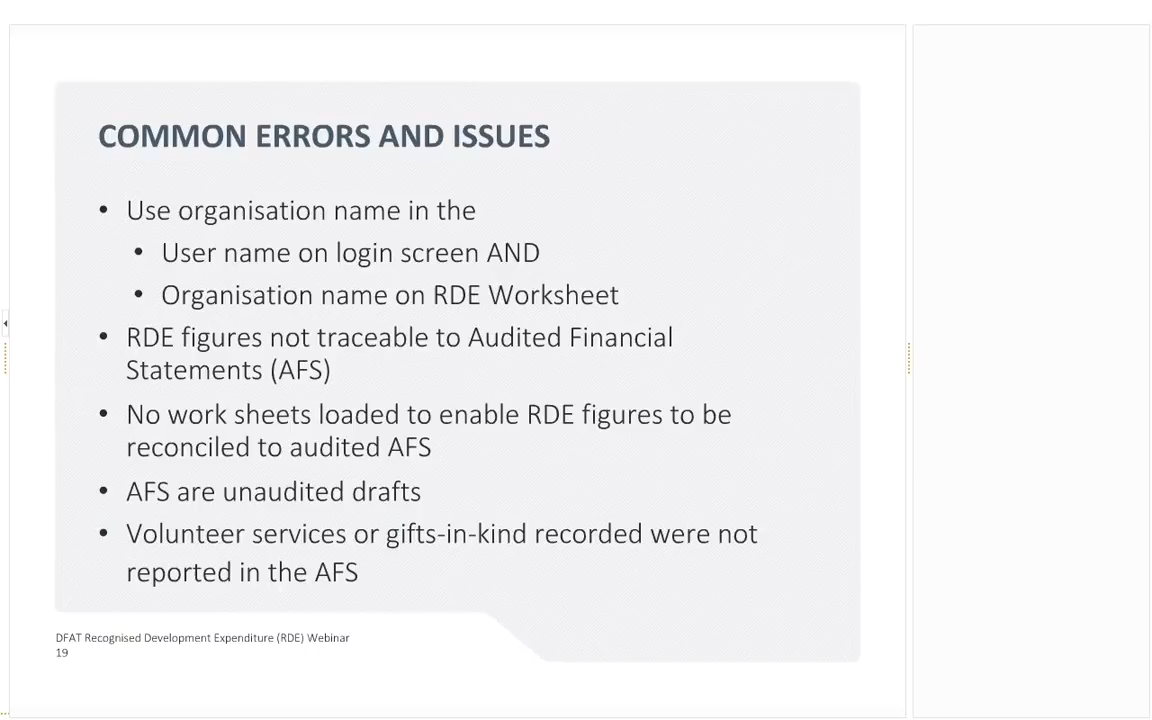 COMMON ERRORS AND ISSUES
• Use organisation name in the
• User name on login screen AND
• Organisation name on RDE Worksheet
• RDE figures not traceable to Audited Financial
Statements (AFS)
• No work sheets loaded to enable RDE figures to be
reconciled to audited AFS
• AFS are unaudited drafts
• Volunteer services or gifts-in-kind recorded were not
reported in the AFS
DFAT Recognised Development Expenditure (RDE) Webinar
19